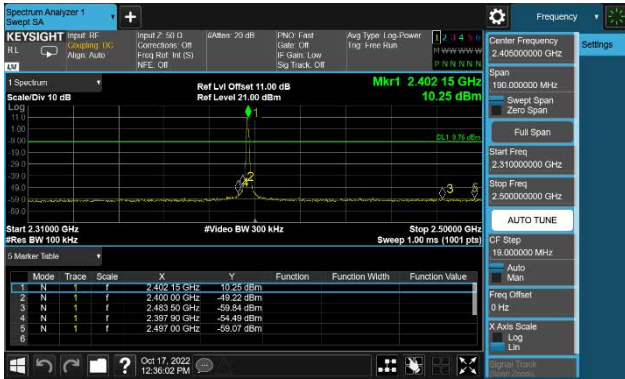 Spectrum Analyzer 1
Swept SA
+
Frequency
KEYSIGHT Input: RF
RL
Coupling: DC
Align: Auto
Input Z: 50 Ω
Corrections: Off
Freq Ref: Int (S)
NFE: Off
#Atten: 20 dB
PNO: Fast
Gate: Off
IF Gain: Low
Sig Track: Off
Avg Type: Log-Power
Trig: Free Run
1 2 3 4 5 6
M W W W W W
P N N N N N
1 Spectrum
Scale/Div 10 dB
Log
Ref Lvl Offset 11.00 dB
Ref Level 21.00 dBm
Mkr1 2.402 15 GHz
10.25 dBm
11.0
1.00
-9.00
-19.0
-29.0
-39.0
-49.0
-59.0
-69.0
1
2
4
3
5
Start 2.31000 GHz
#Res BW 100 kHz
#Video BW 300 kHz
Stop 2.50000 GHz
Sweep 1.00 ms (1001 pts)
5 Marker Table
Mode Trace Scale X Y Function Function Width Function Value
1 N 1 f 2.402 15 GHz 10.25 dBm
2 N 1 f 2.400 00 GHz -49.22 dBm
3 N 1 f 2.483 50 GHz -59.84 dBm
4 N 1 f 2.397 90 GHz -54.49 dBm
5 N 1 f 2.497 00 GHz -59.07 dBm
6
?
Oct 17, 2022
12:36:02 PM
Center Frequency
2.405000000 GHz
Settings
Span
190.000000 MHz
Swept Span
Zero Span
Full Span
Start Freq
2.310000000 GHz
Stop Freq
2.500000000 GHz
AUTO TUNE
CF Step
19.000000 MHz
Auto
Man
Freq Offset
0 Hz
X Axis Scale
Log
Lin
Signal Track
(Span Zoom)